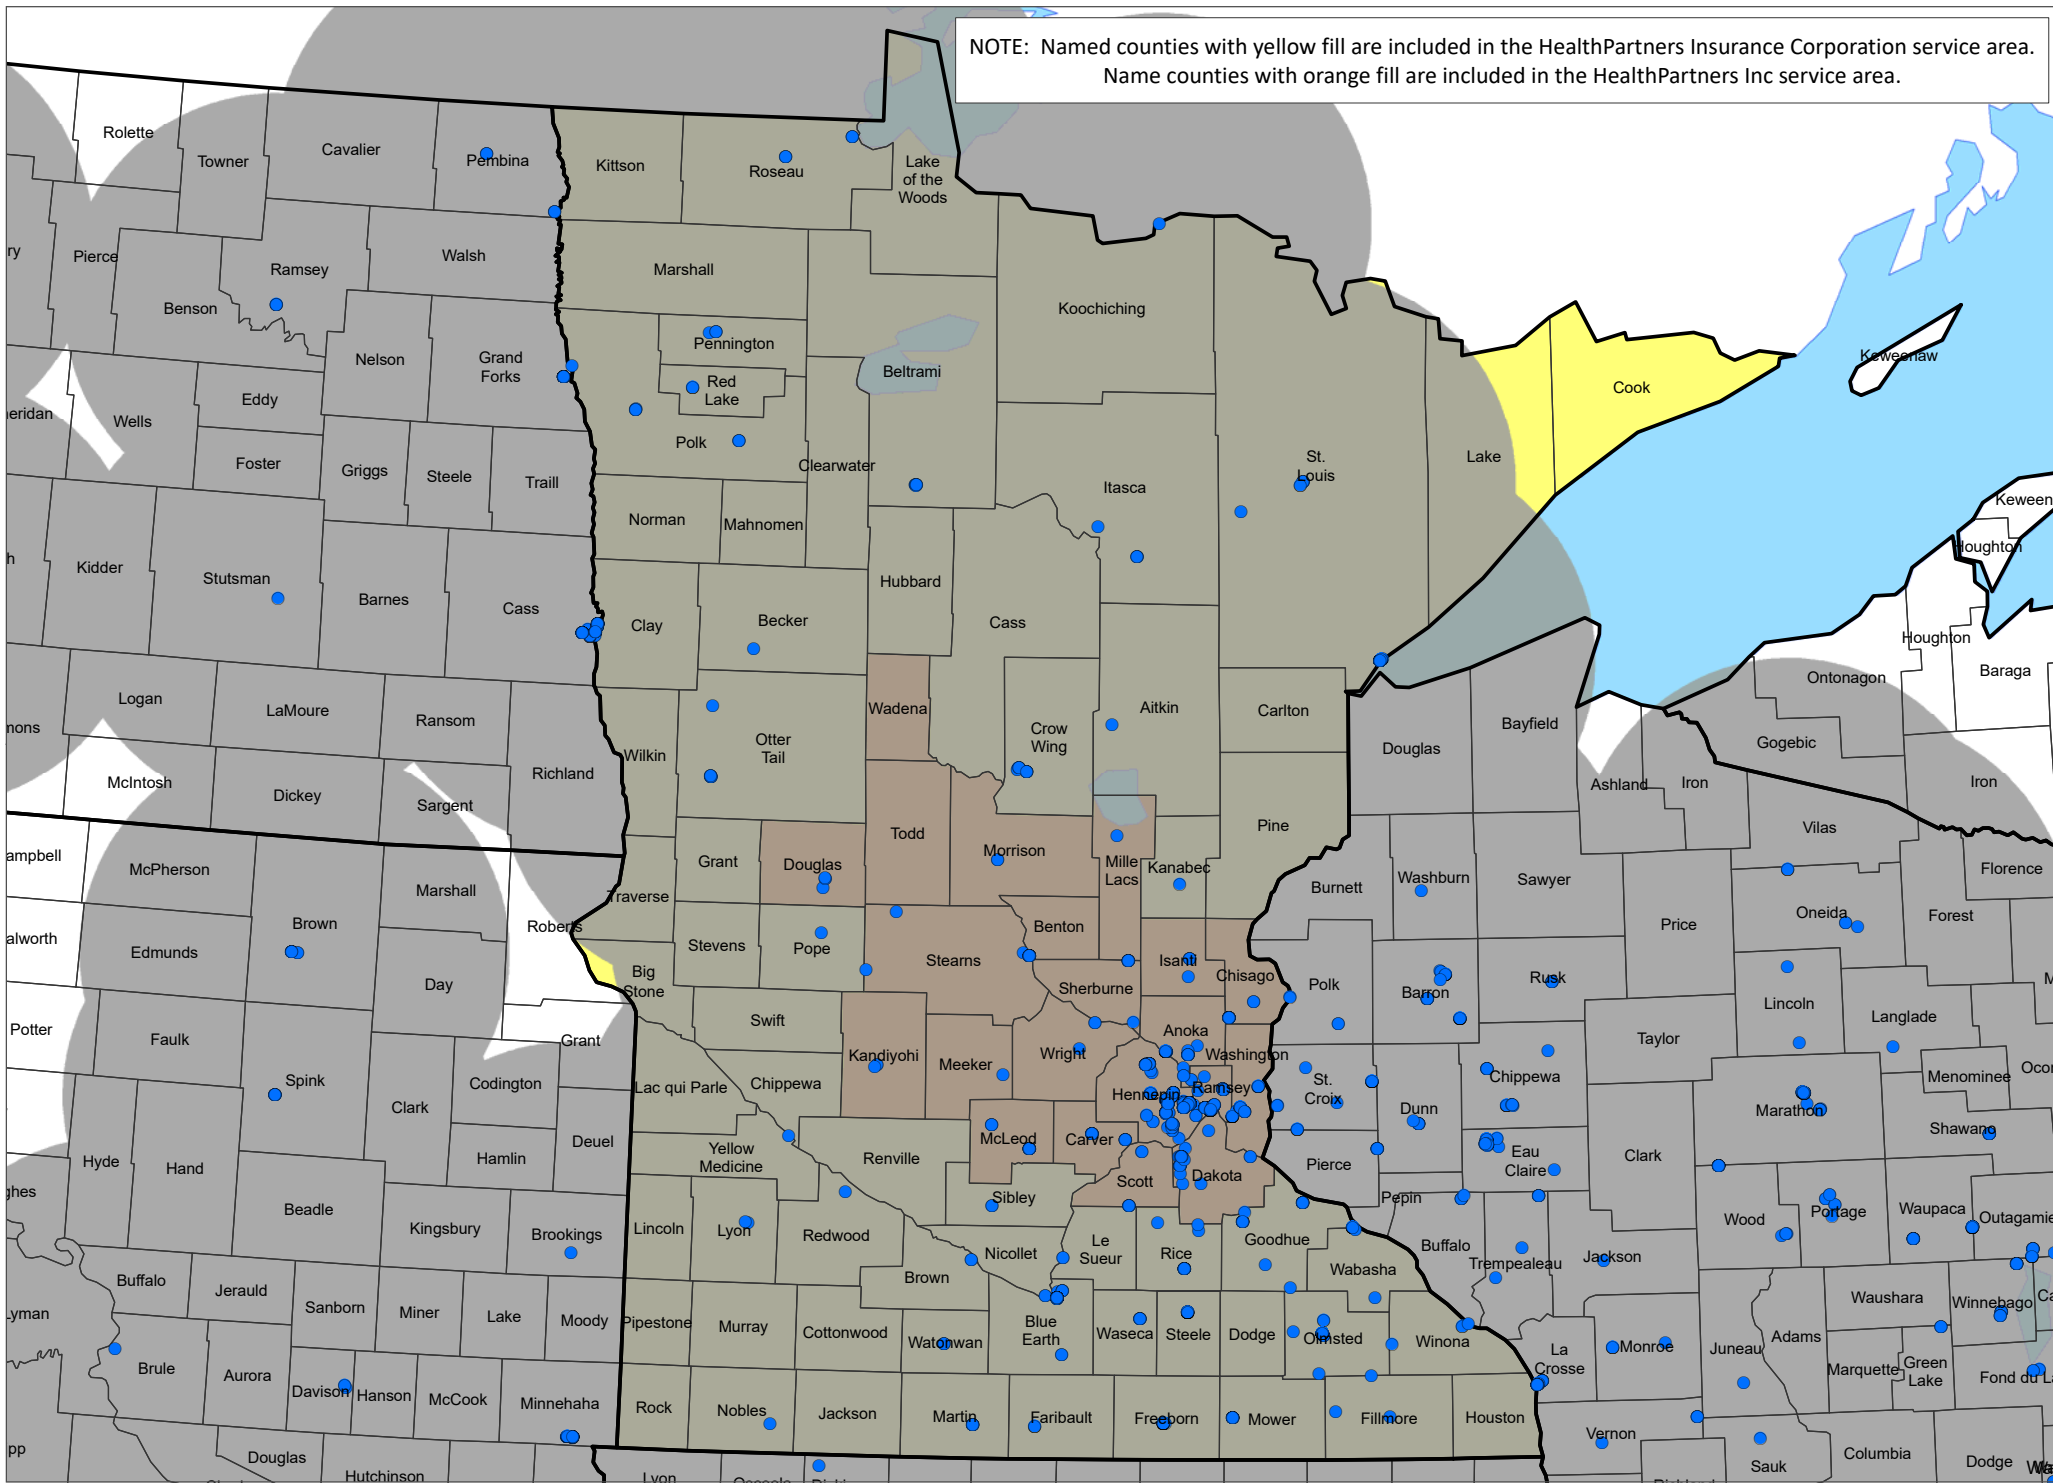 NOTE: Named counties with yellow fill are included in the HealthPartners Insurance Corporation service area.
Name counties with orange fill are included in the HealthPartners Inc service area.
Rolette
Towner
Cavalier
Pembina
Kittson
Roseau
Lake
of the
Woods
ry
Pierce
Ramsey
Walsh
Marshall
Benson
Koochiching
Nelson
Grand
Forks
Pennington
Beltrami
Keweenaw
Cook
Red
Lake
eridan
Wells
Eddy
Polk
Foster
Griggs
Steele
Traill
Clearwater
Itasca
St.
Louis
Lake
Keween
Norman
Mahnomen
Houghton
h
Kidder
Stutsman
Barnes
Cass
Hubbard
Clay
Becker
Cass
Houghton
Baraga
Ontonagon
mons
Logan
LaMoure
Ransom
Wadena
Aitkin
Carlton
Bayfield
Crow
Wing
Otter
Tail
Wilkin
Douglas
Gogebic
McIntosh
Dickey
Sargent
Richland
Ashland
Iron
Iron
Todd
Pine
Vilas
ampbell
McPherson
Grant
Douglas
Morrison
Mille
Lacs
Kanabec
Burnett
Washburn
Sawyer
Florence
Marshall
Traverse
Brown
Roberts
Benton
Oneida
Forest
Price
alworth
Edmunds
Stevens
Pope
Stearns
Isanti
Chisago
Day
Big
Stone
Sherburne
Polk
Barron
Rusk
Lincoln
M
Potter
Faulk
Grant
Swift
Anoka
Langlade
Taylor
Kandiyohi
Meeker
Wright
Washington
Spink
Codington
Lac qui Parle
Chippewa
Hennepin
Ramsey
St.
Croix
Chippewa
Menominee
Ocor
Clark
Dunn
Marathon
Shawano
Deuel
McLeod
Carver
Hyde
Hand
Hamlin
Yellow
Medicine
Renville
Scott
Dakota
Pierce
Eau
Claire
Clark
ghes
Sibley
Pepin
Beadle
Kingsbury
Brookings
Lincoln
Lyon
Redwood
Nicollet
Le
Sueur
Rice
Goodhue
Buffalo
Trempealeau
Jackson
Wood
Portage
Waupaca
Outagamie
Buffalo
Jerauld
Brown
Wabasha
Lyman
Sanborn
Miner
Lake
Moody
Pipestone
Murray
Cottonwood
Watonwan
Blue
Earth
Waseca
Steele
Dodge
Olmsted
Winona
Waushara
Winnebago
Ca
Brule
Aurora
Davison
Hanson
McCook
Minnehaha
La
Crosse
Monroe
Juneau
Adams
Marquette
Green
Lake
Fond du La
Rock
Nobles
Jackson
Martin
Faribault
Freeborn
Mower
Fillmore
Houston
Vernon
pp
Douglas
Hutchinson
Lyon
Sauk
Columbia
Dodge